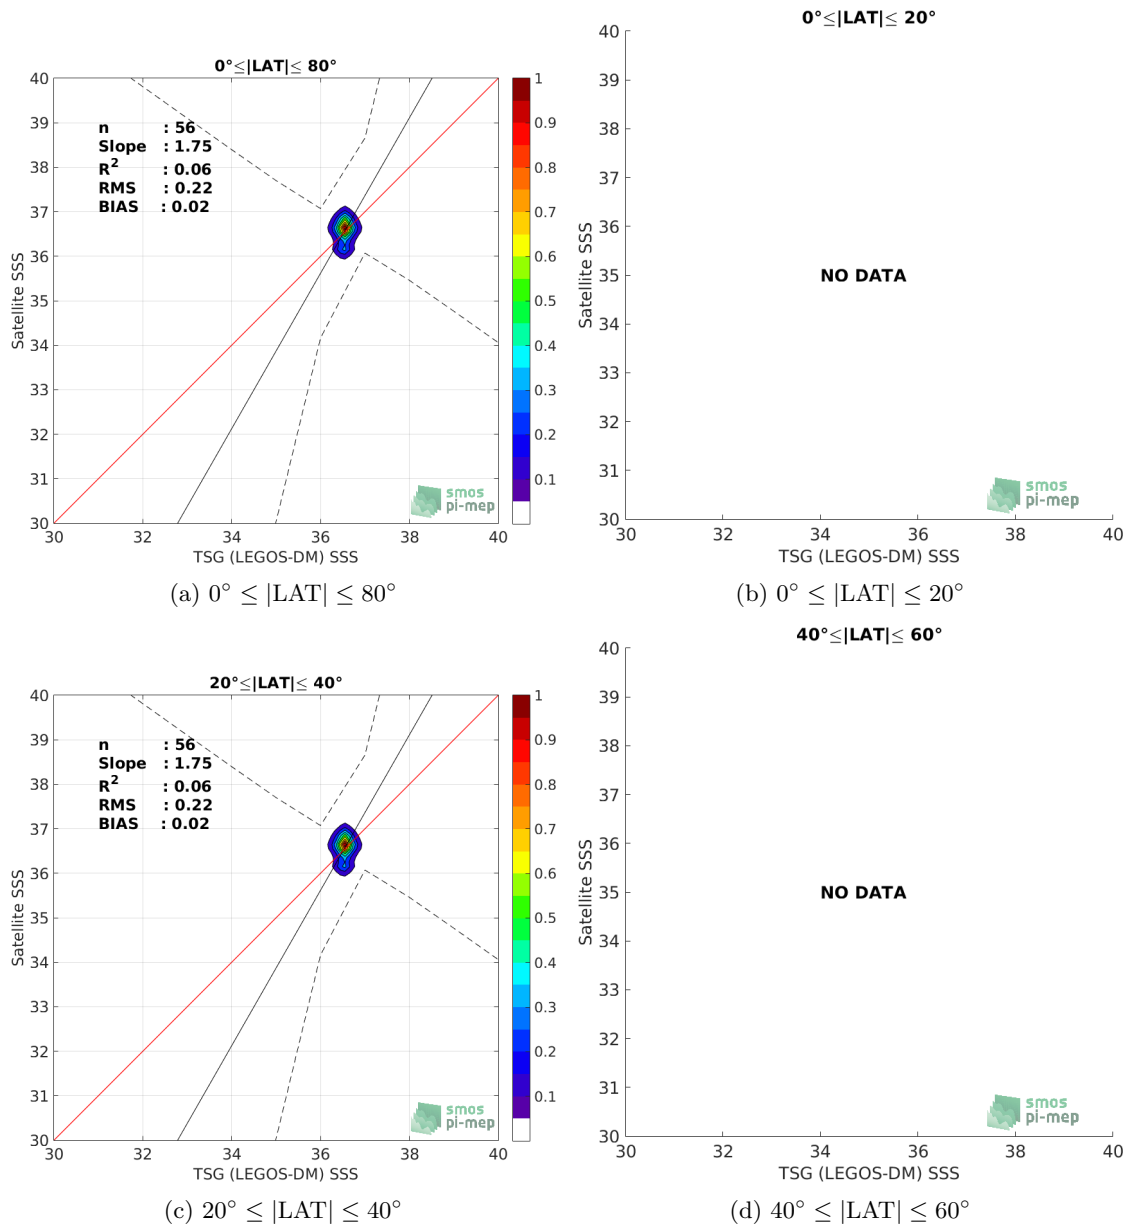 0°≤|LAT|≤ 80°
40
39
38
37
36
35
34
33
32
31
30
n : 56
Slope : 1.75
R2 : 0.06
RMS : 0.22
BIAS : 0.02
Satellite SSS
smos
pi-mep
30 32 34 36 38 40
TSG (LEGOS-DM) SSS
1
0.9
0.8
0.7
0.6
0.5
0.4
0.3
0.2
0.1
(a) 0° ≤ |LAT| ≤ 80°
0°≤|LAT|≤ 20°
40
39
38
37
36
35
34
33
32
31
30
Satellite SSS
NO DATA
smos
pi-mep
30 32 34 36 38 40
TSG (LEGOS-DM) SSS
(b) 0° ≤ |LAT| ≤ 20°
20°≤|LAT|≤ 40°
40
39
38
37
36
35
34
33
32
31
30
n : 56
Slope : 1.75
R2 : 0.06
RMS : 0.22
BIAS : 0.02
Satellite SSS
smos
pi-mep
30 32 34 36 38 40
TSG (LEGOS-DM) SSS
1
0.9
0.8
0.7
0.6
0.5
0.4
0.3
0.2
0.1
(c) 20° ≤ |LAT| ≤ 40°
40°≤|LAT|≤ 60°
40
39
38
37
36
35
34
33
32
31
30
Satellite SSS
NO DATA
smos
pi-mep
30 32 34 36 38 40
TSG (LEGOS-DM) SSS
(d) 40° ≤ |LAT| ≤ 60°